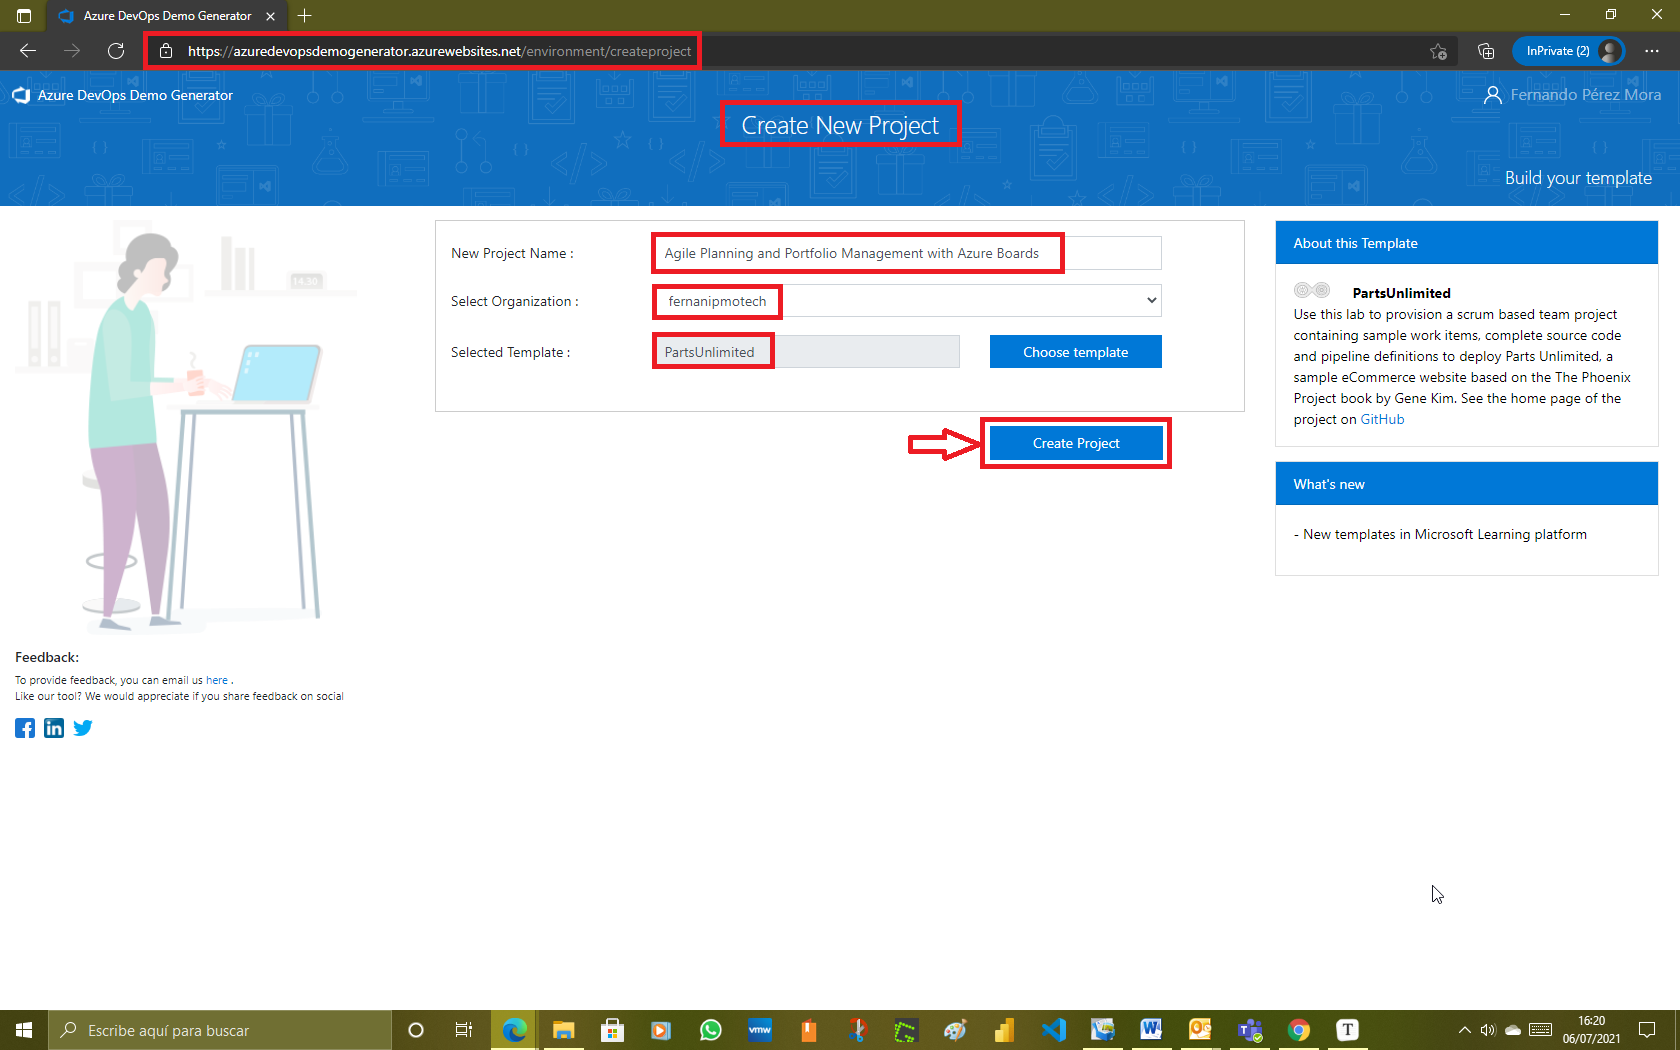 Azure DevOps Demo Generator
https://azuredevopsdemogenerator.azurewebsites.net/environment/createproject
InPrivate (2)
Azure DevOps Demo Generator
Fernando Pérez Mora
Create New Project
Build your template
New Project Name :
Agile Planning and Portfolio Management with Azure Boards
Select Organization :
fernanipmotech
Selected Template :
PartsUnlimited
Choose template
Create Project
About this Template
PartsUnlimited
Use this lab to provision a scrum based team project
containing sample work items, complete source code
and pipeline definitions to deploy Parts Unlimited, a
sample eCommerce website based on the The Phoenix
Project book by Gene Kim. See the home page of the
project on GitHub
What's new
- New templates in Microsoft Learning platform
14.30
Feedback:
To provide feedback, you can email us here .
Like our tool? We would appreciate if you share feedback on social
Escribe aquí para buscar
vmw
16:20
06/07/2021